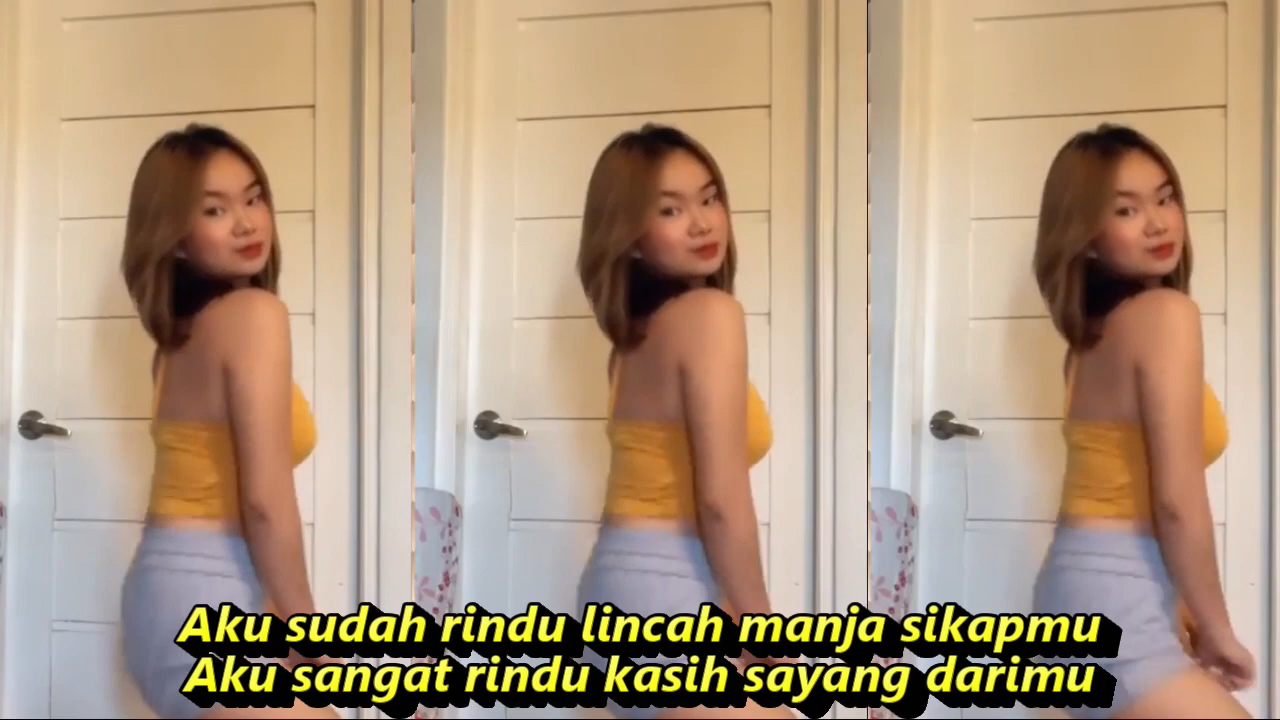 Aku sudah rindu lincah manja sikapmu
Aku sangat rindu kasih sayang darimu